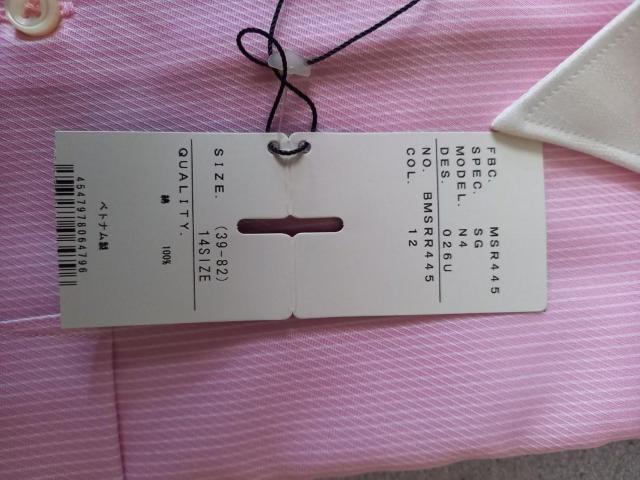 FBC. MSR445
SPEC. SG
MODEL. N4
DES. 026U
NO. BMSRR445
COL. 12
SIZE. (39-82)
14SIZE
QUALITY.
綿 100%
ベトナム製
4547978064796